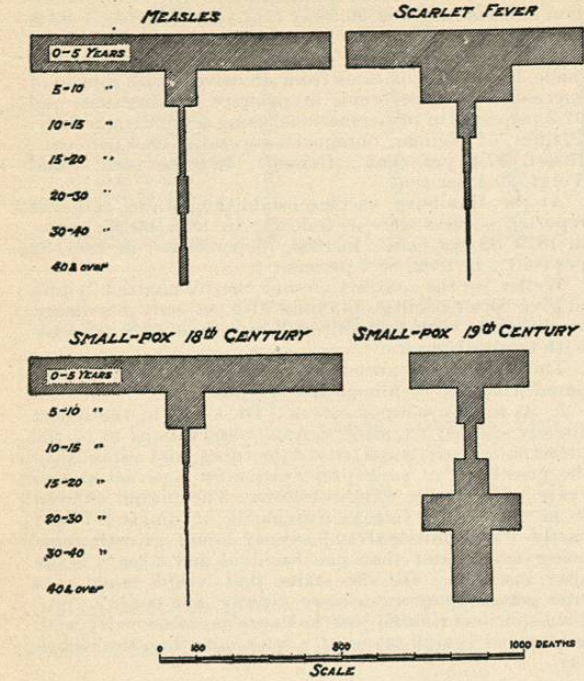 MEASLES
SCARLET FEVER
0-5 YEARS
5-10 "
10-15 "
15-20 "
20-30 "
30-40 "
40 & over
SMALL-POX 18th CENTURY
SMALL-POX 19th CENTURY
0-5 YEARS
5-10 "
10-15 "
15-20 "
20-30 "
30-40 "
40 & over
0 100 500 1000 DEATHS
SCALE